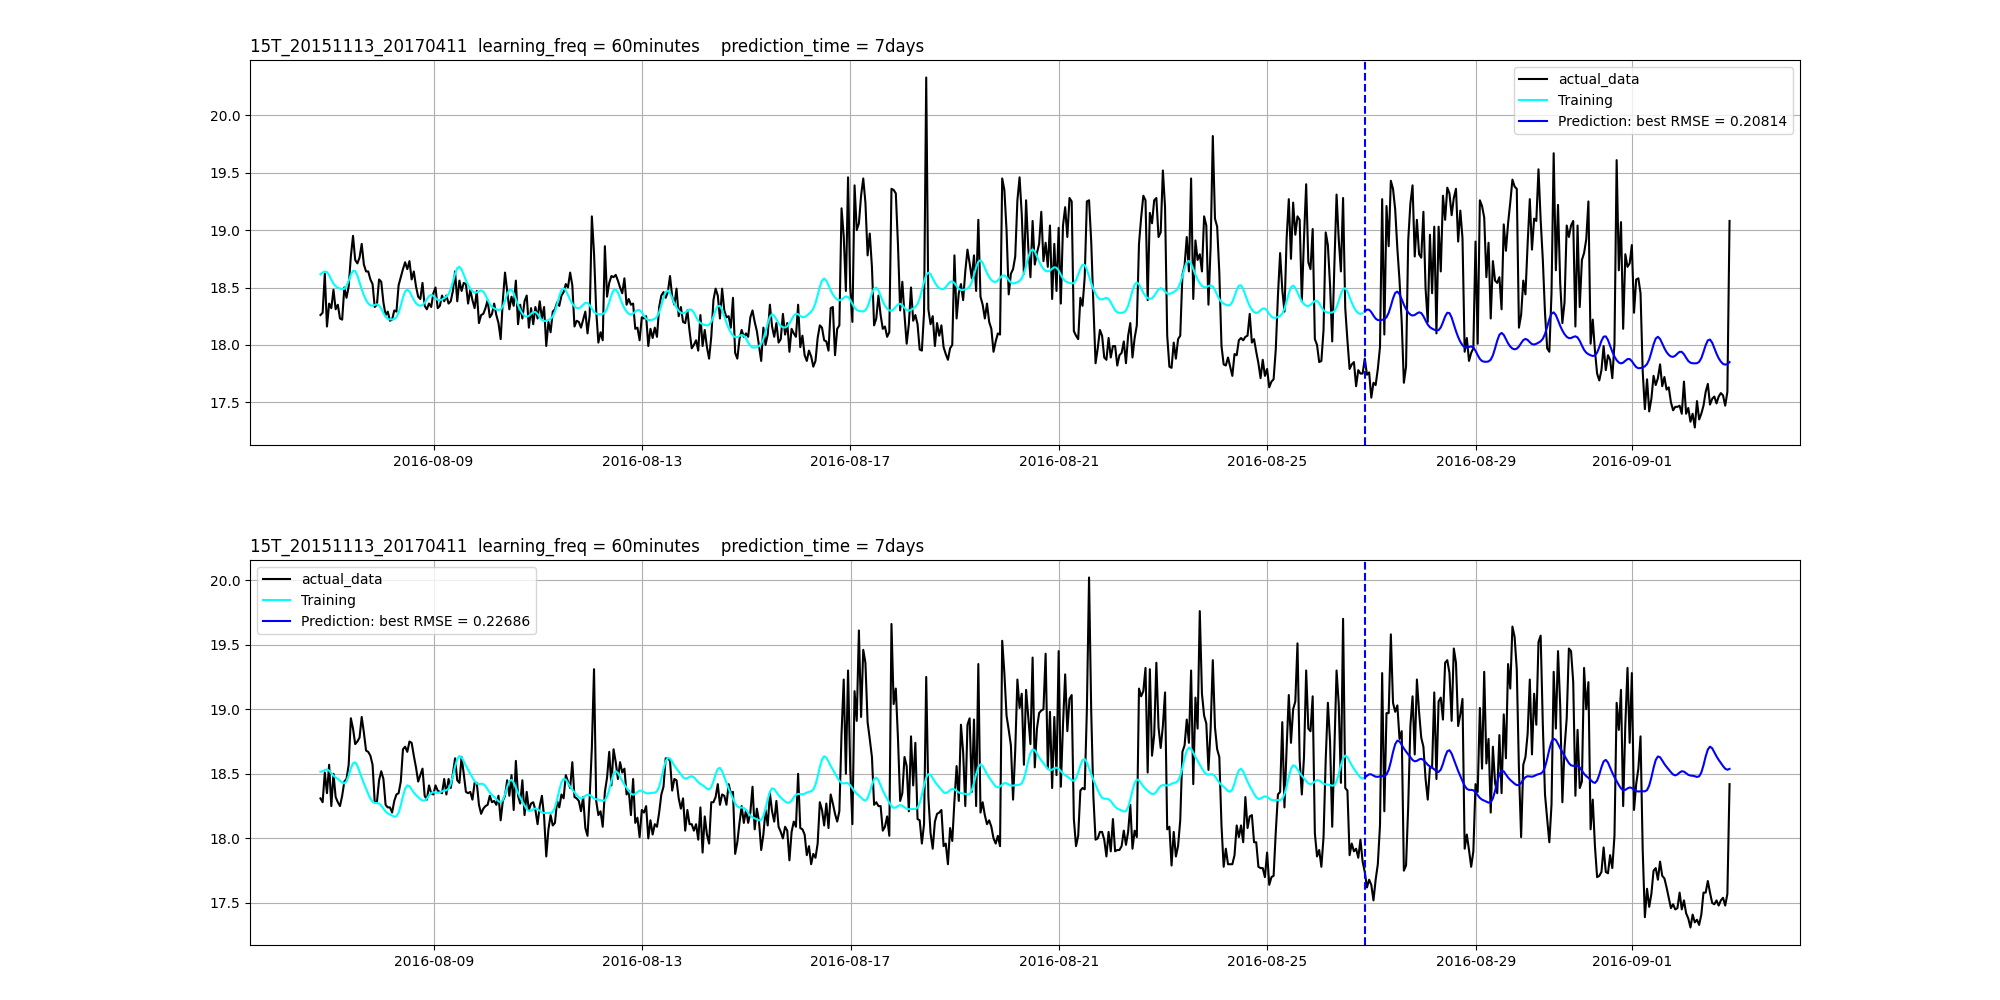 15T_20151113_20170411  learning_freq = 60minutes    prediction_time = 7days
actual_data
Training
Prediction: best RMSE = 0.20814
20.0
19.5
19.0
18.5
18.0
17.5
2016-08-09 2016-08-13 2016-08-17 2016-08-21 2016-08-25 2016-08-29 2016-09-01
15T_20151113_20170411  learning_freq = 60minutes    prediction_time = 7days
actual_data
Training
Prediction: best RMSE = 0.22686
20.0
19.5
19.0
18.5
18.0
17.5
2016-08-09 2016-08-13 2016-08-17 2016-08-21 2016-08-25 2016-08-29 2016-09-01